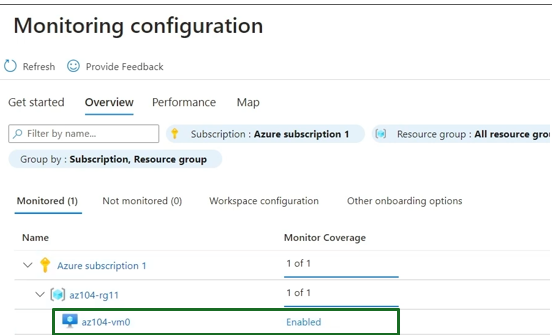 Monitoring configuration
Refresh Provide Feedback
Get started Overview Performance Map
Filter by name... Subscription : Azure subscription 1 Resource group : All resource gro
Group by : Subscription, Resource group
Monitored (1) Not monitored (0) Workspace configuration Other onboarding options
Name Monitor Coverage
Azure subscription 1 1 of 1
az104-rg11 1 of 1
az104-vm0 Enabled